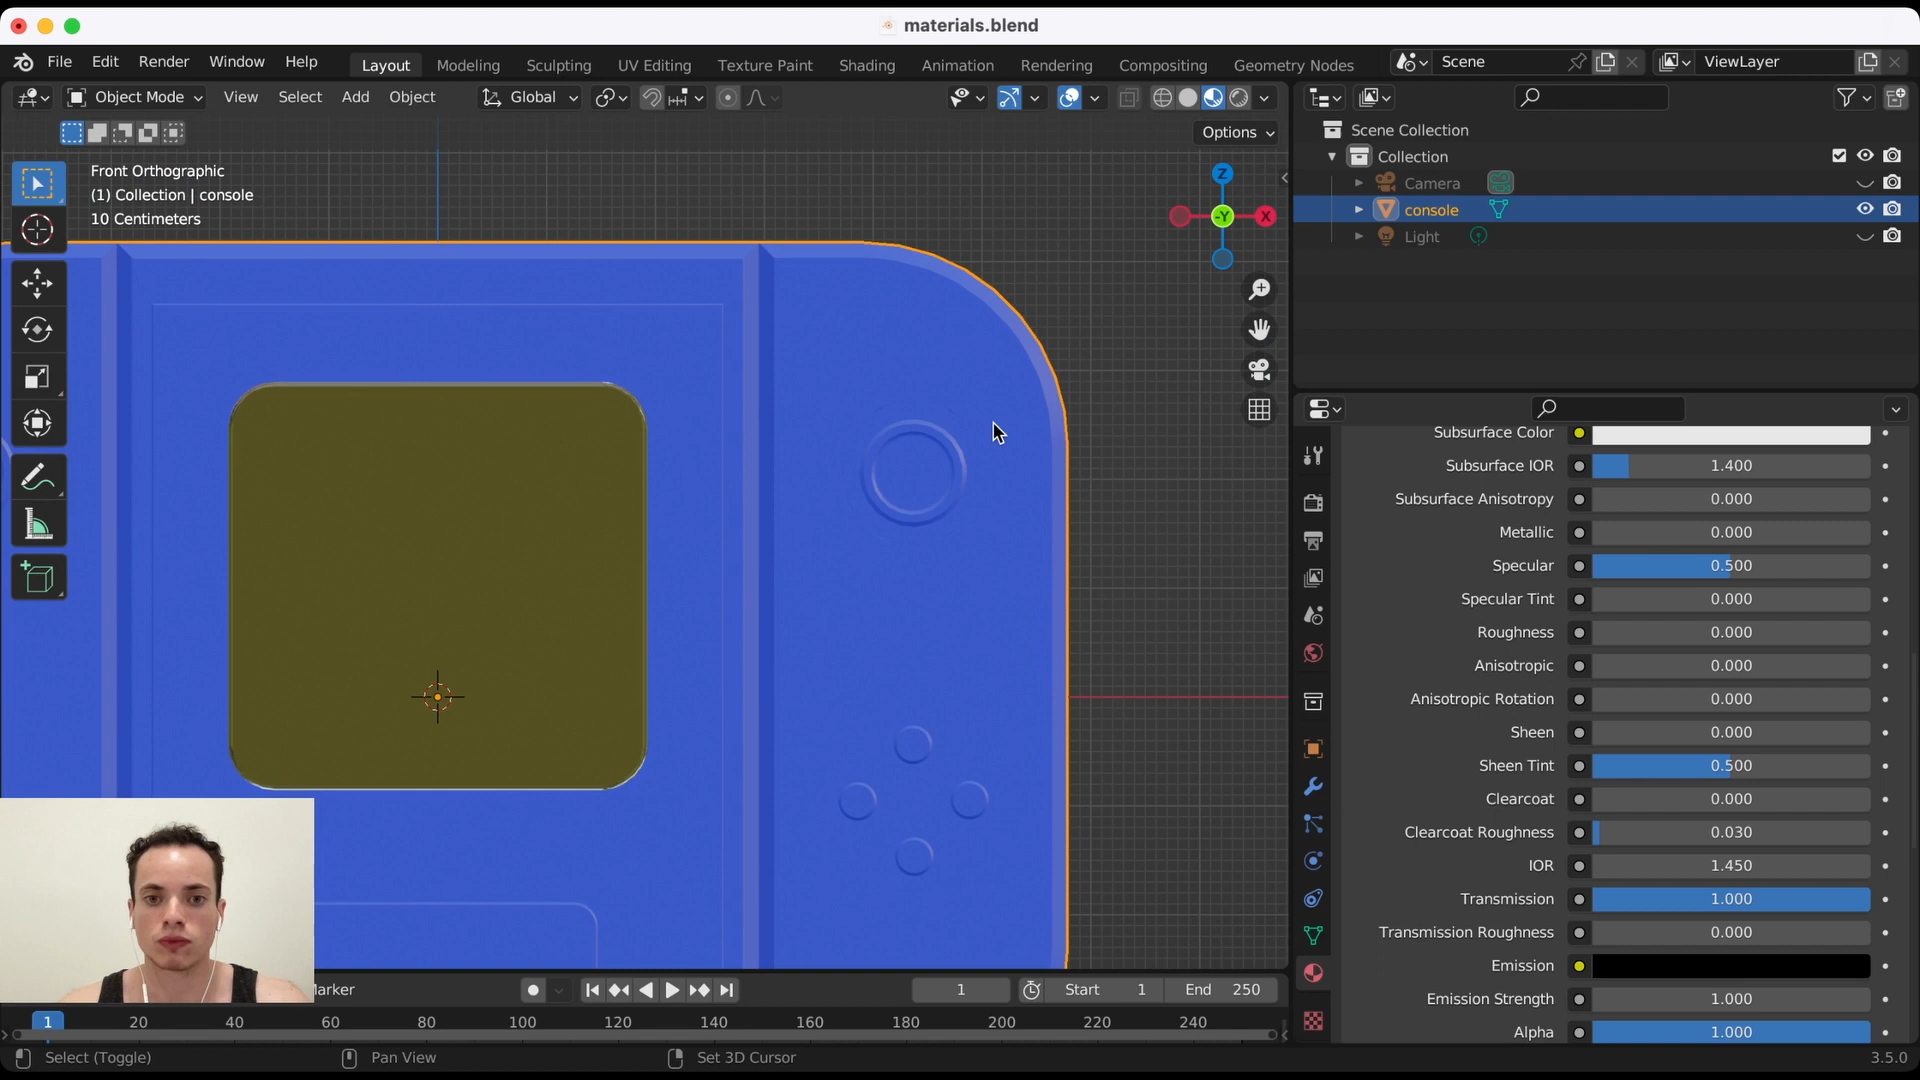 materials.blend
File Edit Render Window Help Layout Modeling Sculpting UV Editing Texture Paint Shading Animation Rendering Compositing Geometry Nodes Scene ViewLayer
Object Mode View Select Add Object Global
Options
Front Orthographic
(1) Collection | console
10 Centimeters
Z
-Y
X
Scene Collection
Collection
Camera
console
Light
Subsurface Color
Subsurface IOR 1.400
Subsurface Anisotropy 0.000
Metallic 0.000
Specular 0.500
Specular Tint 0.000
Roughness 0.000
Anisotropic 0.000
Anisotropic Rotation 0.000
Sheen 0.000
Sheen Tint 0.500
Clearcoat 0.000
Clearcoat Roughness 0.030
IOR 1.450
Transmission 1.000
Transmission Roughness 0.000
Emission
Emission Strength 1.000
Alpha 1.000
Marker 1 Start 1 End 250
1 20 40 60 80 100 120 140 160 180 200 220 240
Select (Toggle) Pan View Set 3D Cursor 3.5.0